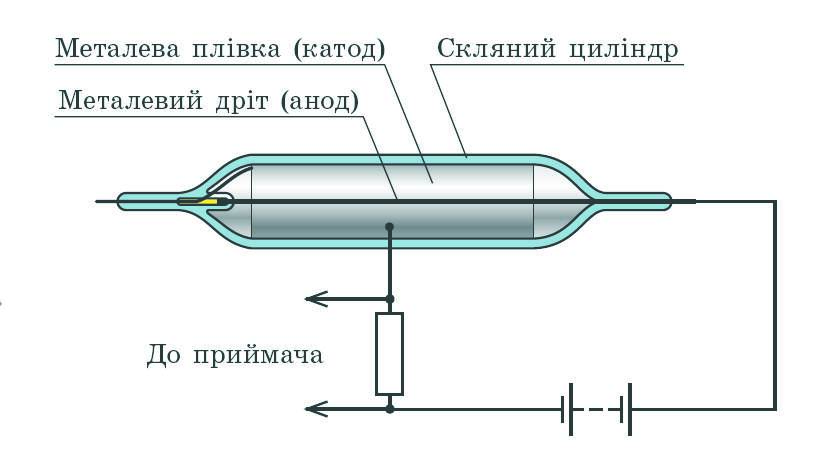 Металева плівка (катод)
Скляний циліндр
Металевий дріт (анод)
До приймача